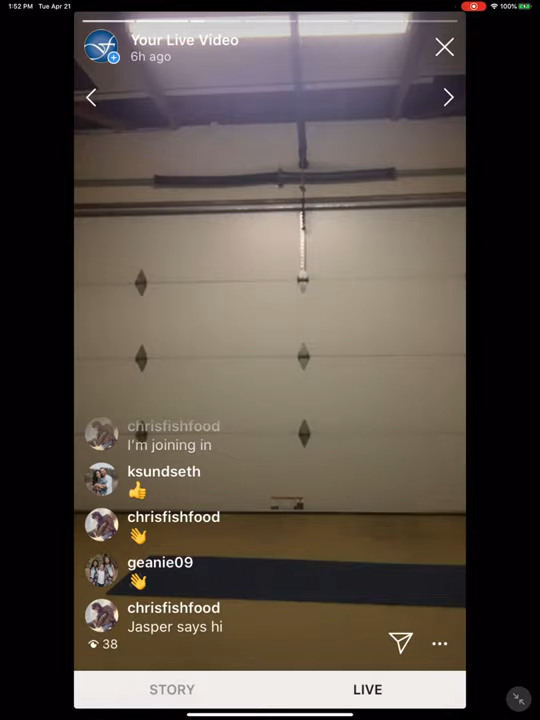 1:52 PM Tue Apr 21
100%
Your Live Video
6h ago
chrisfishfood
I'm joining in
ksundseth
👍
chrisfishfood
👋
geanie09
👋
chrisfishfood
Jasper says hi
38
STORY
LIVE